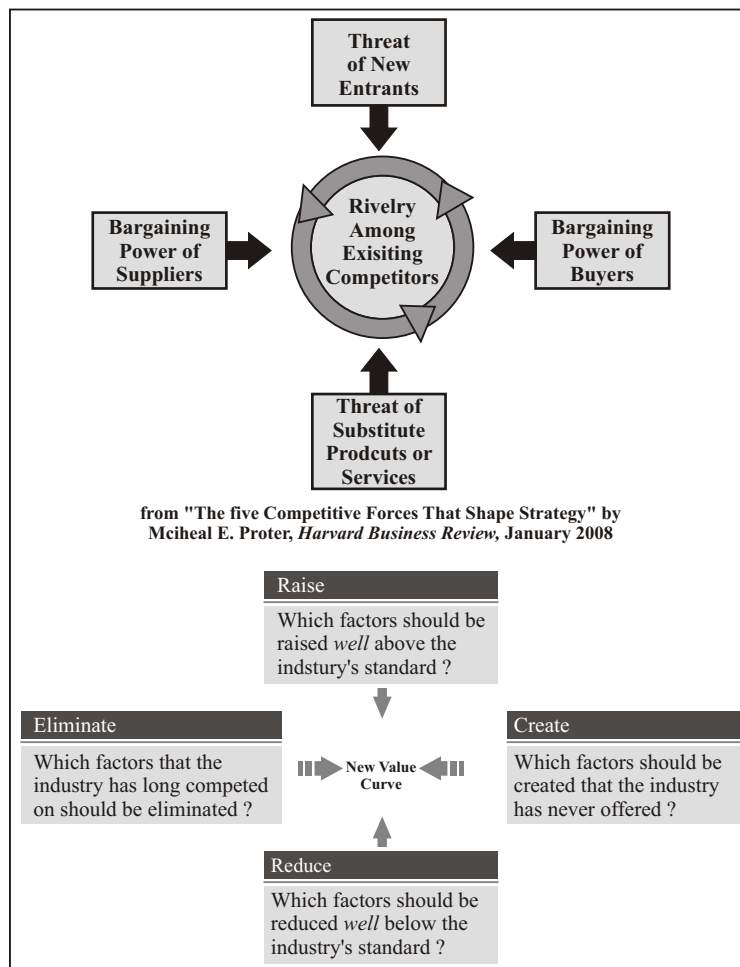 Threat
of New
Entrants
Bargaining
Power of
Suppliers
Rivelry
Among
Exisiting
Competitors
Bargaining
Power of
Buyers
Threat of
Substitute
Prodcuts or
Services
from "The five Competitive Forces That Shape Strategy" by
Mciheal E. Proter, Harvard Business Review, January 2008
Raise
Which factors should be
raised well above the
indstury's standard ?
Eliminate
Which factors that the
industry has long competed
on should be eliminated ?
New Value
Curve
Create
Which factors should be
created that the industry
has never offered ?
Reduce
Which factors should be
reduced well below the
industry's standard ?